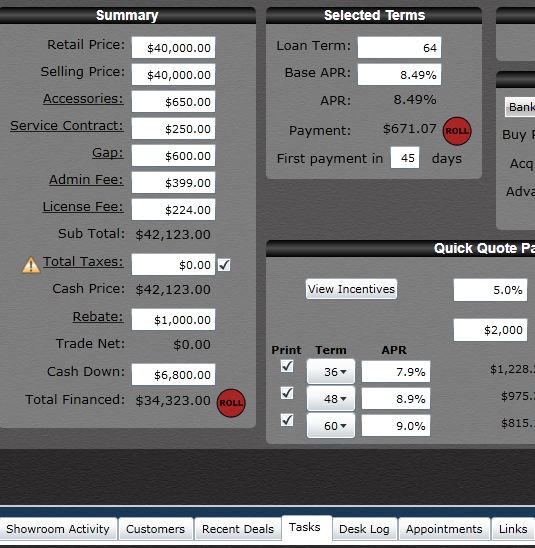 Summary
Retail Price: $40,000.00
Selling Price: $40,000.00
Accessories: $650.00
Service Contract: $250.00
Gap: $600.00
Admin Fee: $399.00
License Fee: $224.00
Sub Total: $42,123.00
Total Taxes: $0.00
Cash Price: $42,123.00
Rebate: $1,000.00
Trade Net: $0.00
Cash Down: $6,800.00
Total Financed: $34,323.00 ROLL
Selected Terms
Loan Term: 64
Base APR: 8.49%
APR: 8.49%
Payment: $671.07 ROLL
First payment in 45 days
Bank
Buy
Acq
Adva
Quick Quote Pa
View Incentives 5.0%
$2,000
Print Term APR
36 7.9% $1,228.
48 8.9% $975.
60 9.0% $815.
Showroom Activity Customers Recent Deals Tasks Desk Log Appointments Links